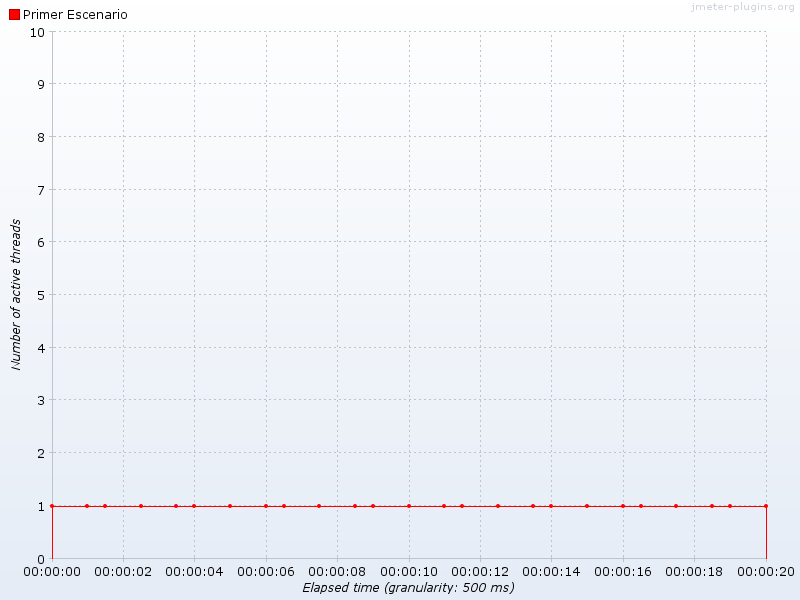 jmeter-plugins.org
Primer Escenario
10
9
8
7
6
5
4
3
2
1
0
Number of active threads
00:00:00 00:00:02 00:00:04 00:00:06 00:00:08 00:00:10 00:00:12 00:00:14 00:00:16 00:00:18 00:00:20
Elapsed time (granularity: 500 ms)